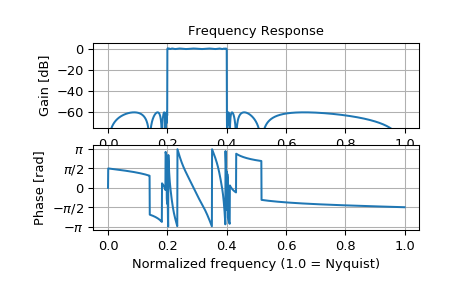 Frequency Response
Gain [dB]
0
−20
−40
−60
0.0 0.2 0.4 0.6 0.8 1.0
Phase [rad]
π
π/2
0
−π/2
−π
0.0 0.2 0.4 0.6 0.8 1.0
Normalized frequency (1.0 = Nyquist)